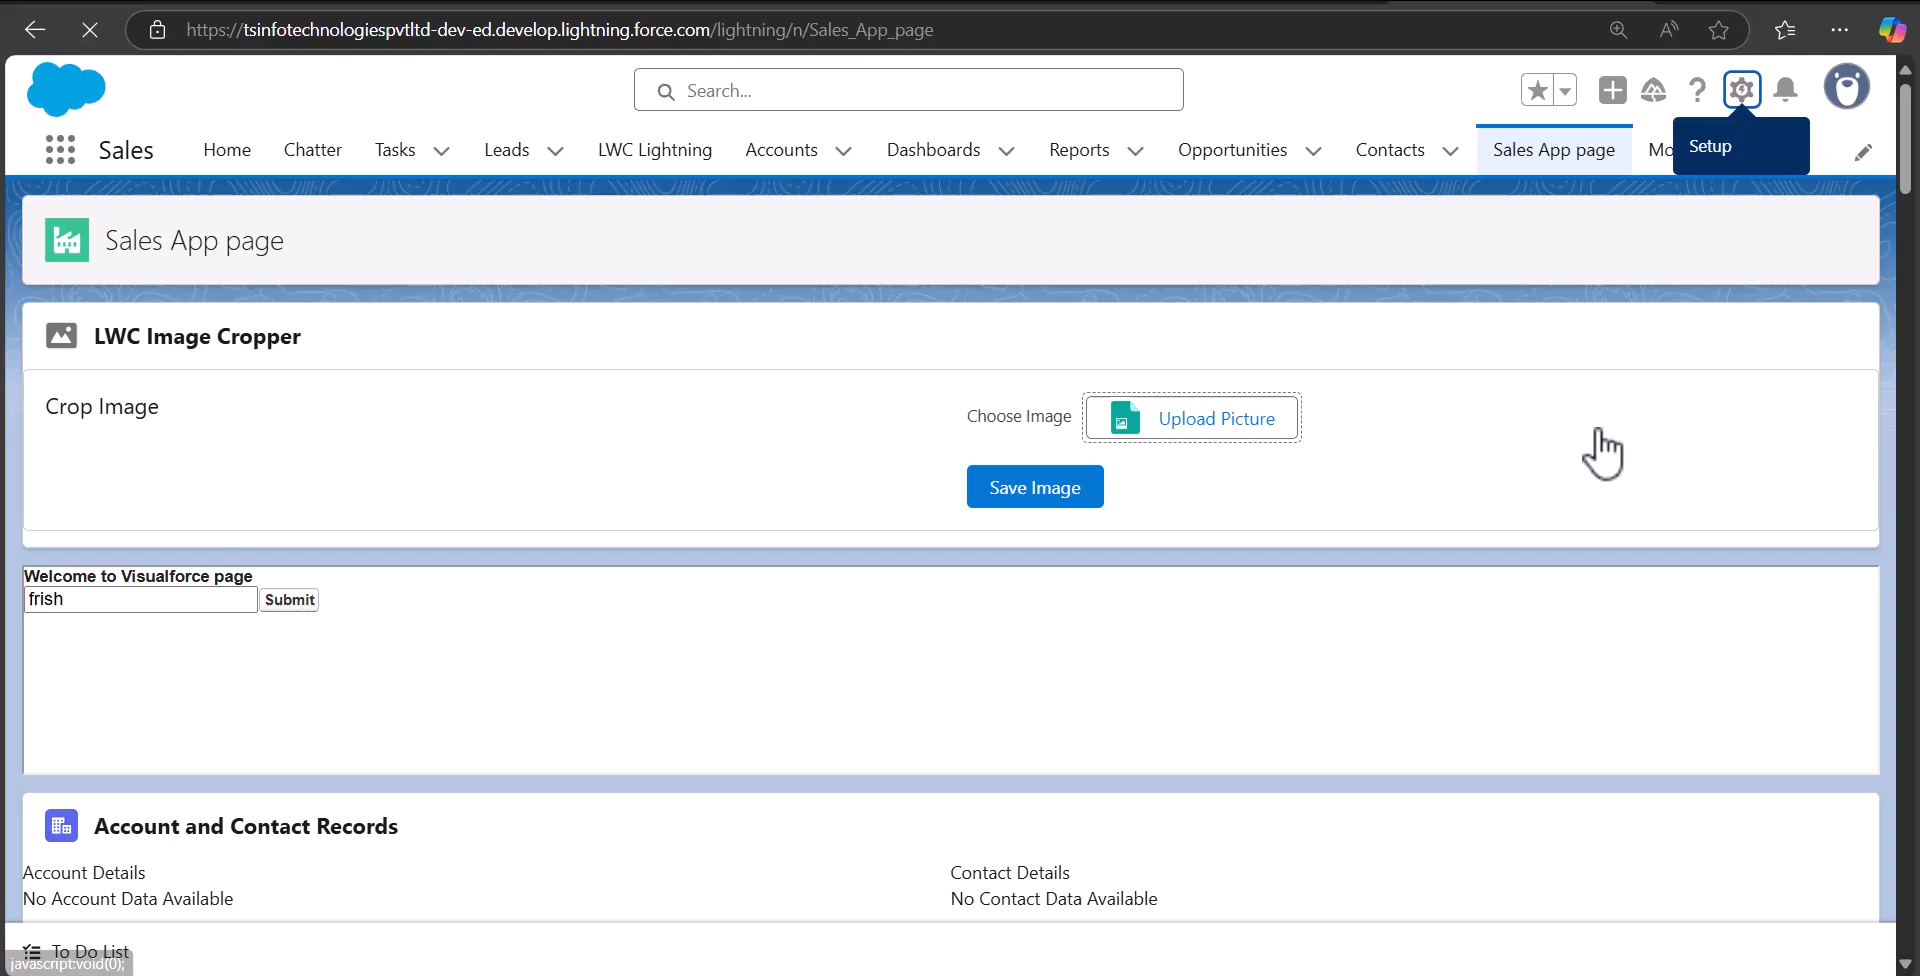 https://tsinfotechnologiespvtltd-dev-ed.develop.lightning.force.com/lightning/n/Sales_App_page
Search...
Setup
Sales Home Chatter Tasks Leads LWC Lightning Accounts Dashboards Reports Opportunities Contacts Sales App page Mo
Sales App page
LWC Image Cropper
Crop Image
Choose Image Upload Picture
Save Image
Welcome to Visualforce page
frish Submit
Account and Contact Records
Account Details Contact Details
No Account Data Available No Contact Data Available
To Do List
javascript:void(0);